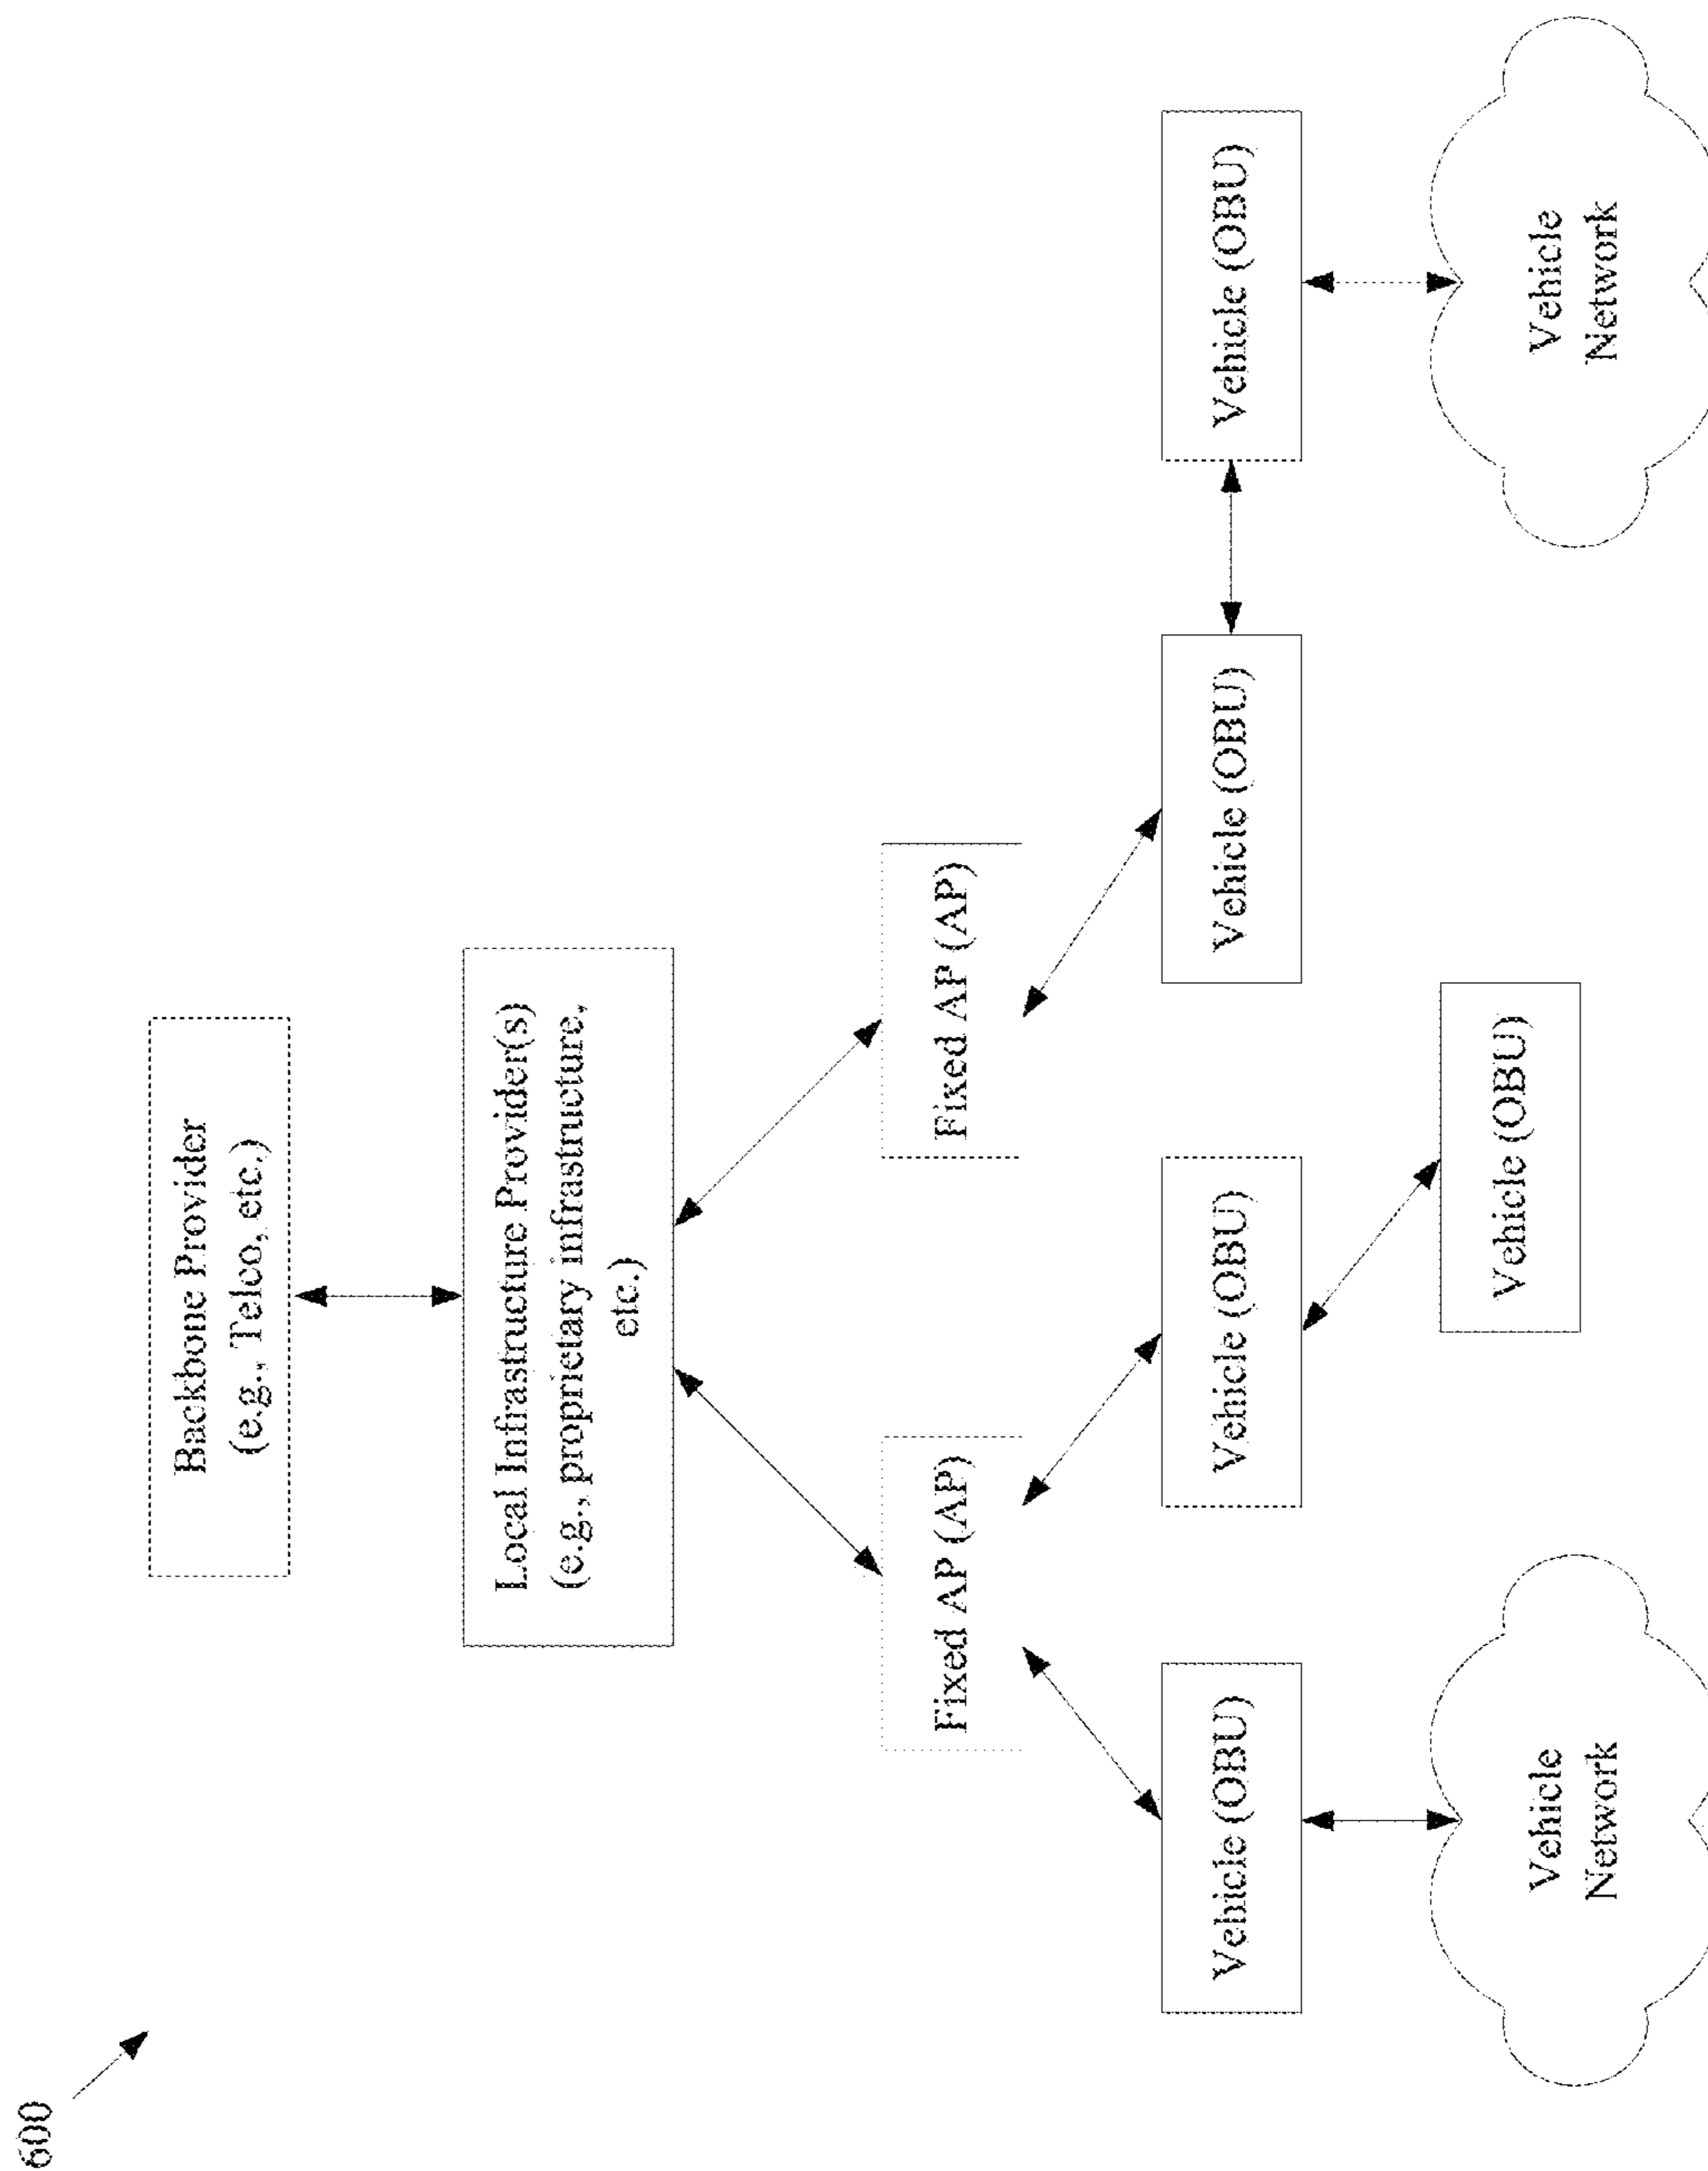 600
Backbone Provider
(e.g., Telco, etc.)
Local Infrastructure Provider(s)
(e.g., proprietary infrastructure,
etc.)
Fixed AP (AP)
Fixed AP (AP)
Vehicle (OBU)
Vehicle (OBU)
Vehicle (OBU)
Vehicle (OBU)
Vehicle (OBU)
Vehicle
Network
Vehicle
Network